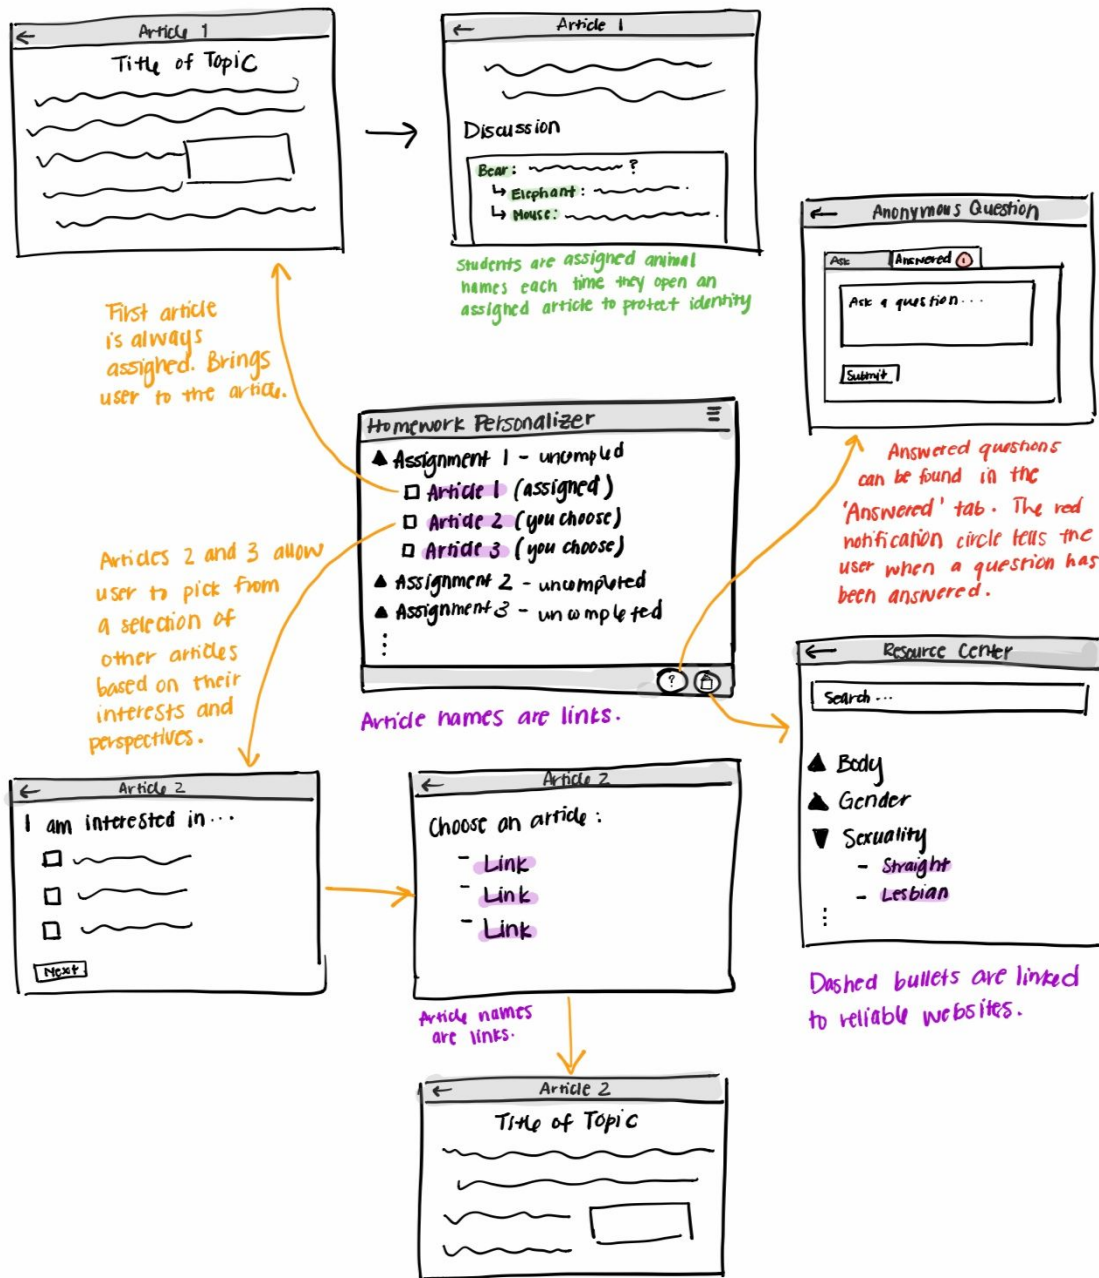 ← Article 1
Title of Topic
← Article 1
Discussion
Bear: ?
↳ Elephant: .
↳ Mouse: .
Students are assigned animal
names each time they open an
assigned article to protect identity
First article
is always
assigned. Brings
user to the article.
← Anonymous Question
Ask Answered 1
Ask a question...
Submit
Answered questions
can be found in the
'Answered' tab. The red
notification circle tells the
user when a question has
been answered.
Homework Personalizer ≡
▲ Assignment 1 - uncompled
□ Article 1 (assigned)
□ Article 2 (you choose)
□ Article 3 (you choose)
▲ Assignment 2 - uncompleted
▲ Assignment 3 - uncompleted
⋮
?
Article names are links.
Articles 2 and 3 allow
user to pick from
a selection of
other articles
based on their
interests and
perspectives.
← Resource Center
Search...
▲ Body
▲ Gender
▼ Sexuality
- Straight
- Lesbian
⋮
Dashed bullets are linked
to reliable websites.
← Article 2
I am interested in...
Next
← Article 2
Choose an article:
- Link
- Link
- Link
Article names
are links.
← Article 2
Title of Topic